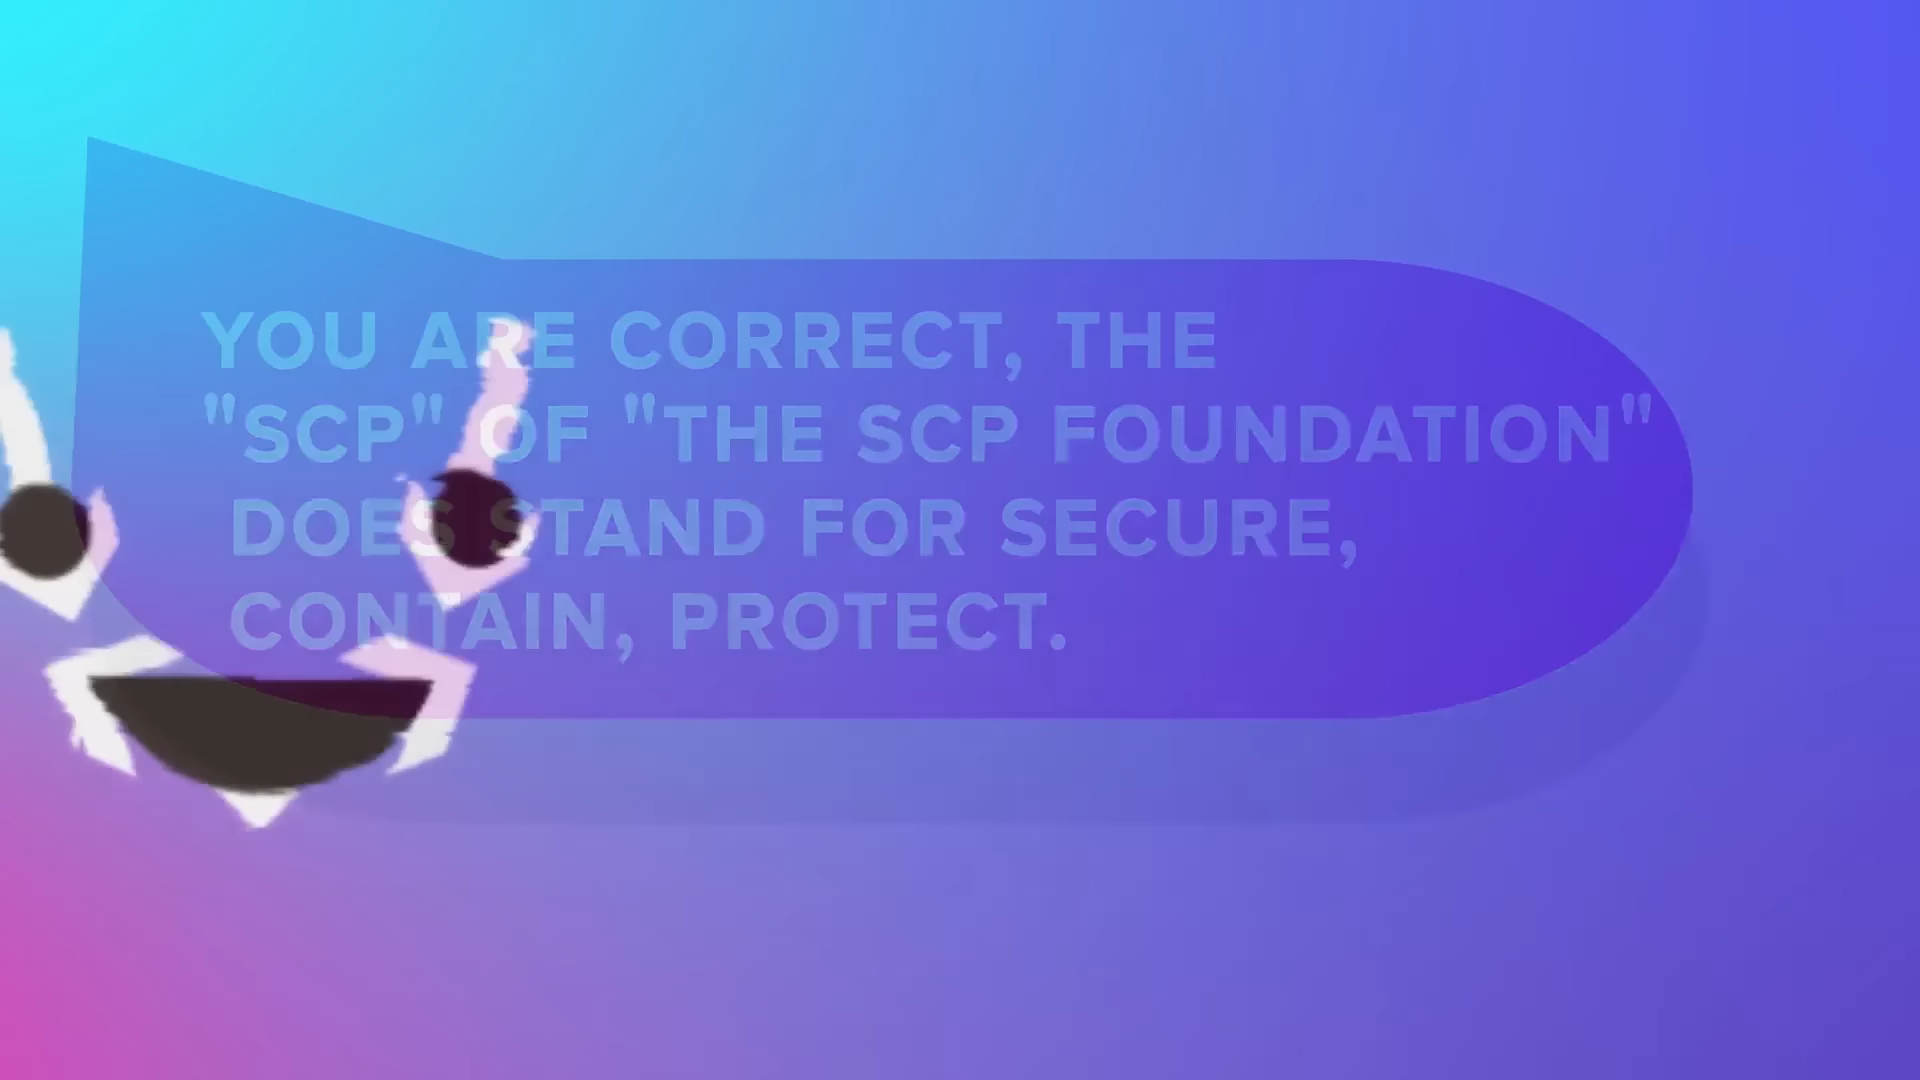 YOU ARE CORRECT, THE
"SCP" OF "THE SCP FOUNDATION"
DOES STAND FOR SECURE,
CONTAIN, PROTECT.